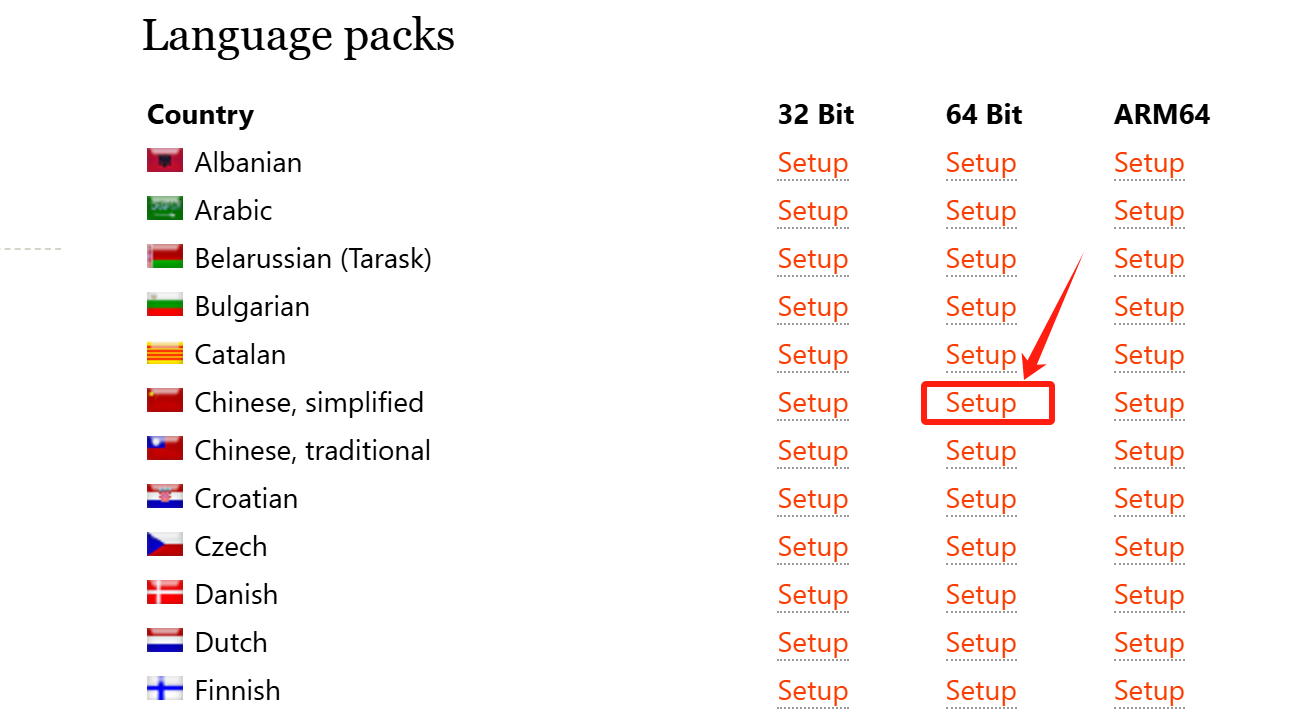 Language packs
Country 32 Bit 64 Bit ARM64
Albanian Setup Setup Setup
Arabic Setup Setup Setup
Belarussian (Tarask) Setup Setup Setup
Bulgarian Setup Setup Setup
Catalan Setup Setup Setup
Chinese, simplified Setup Setup Setup
Chinese, traditional Setup Setup Setup
Croatian Setup Setup Setup
Czech Setup Setup Setup
Danish Setup Setup Setup
Dutch Setup Setup Setup
Finnish Setup Setup Setup